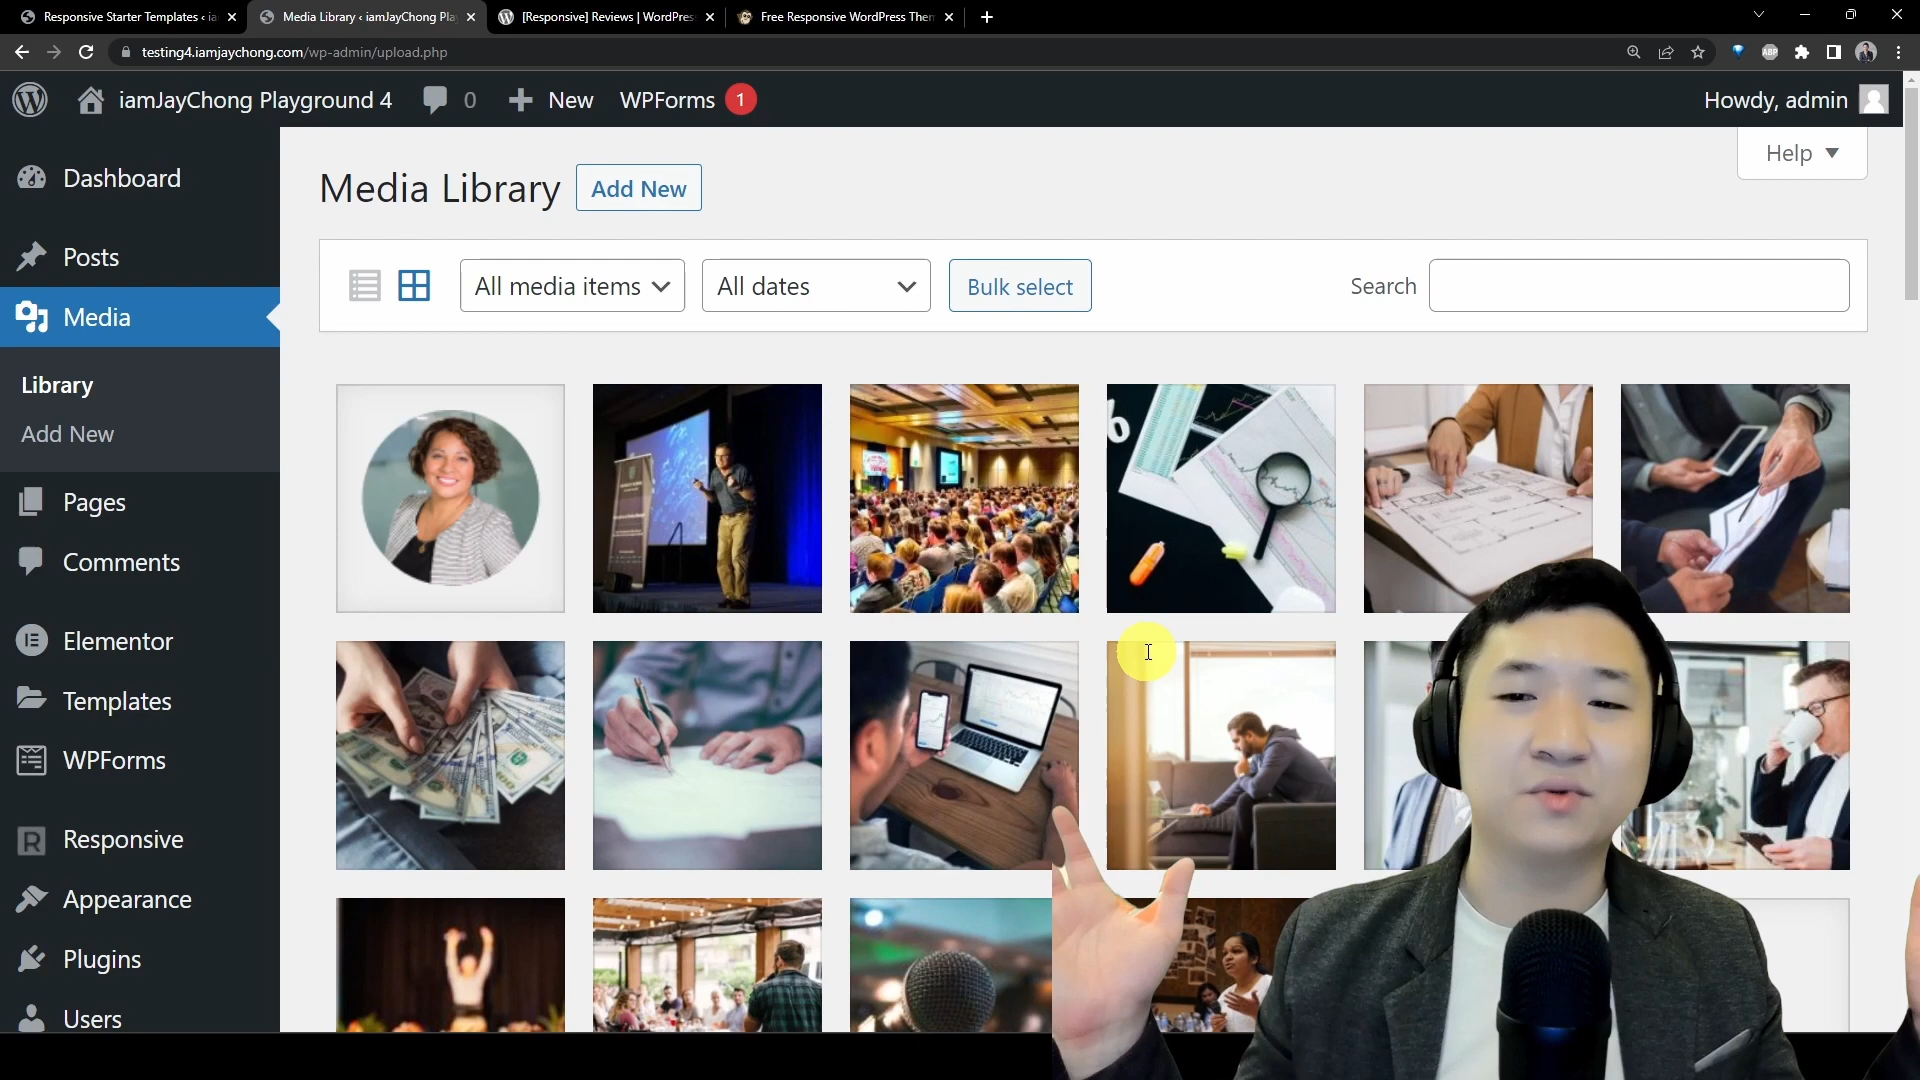 Responsive Starter Templates ‹ ia
Media Library ‹ iamJayChong Pla
[Responsive] Reviews | WordPres
Free Responsive WordPress Them
testing4.iamjaychong.com/wp-admin/upload.php
ABP
iamJayChong Playground 4
0
New
WPForms
1
Howdy, admin
Help
Dashboard
Posts
Media
Library
Add New
Pages
Comments
Elementor
Templates
WPForms
Responsive
Appearance
Plugins
Users
Media Library
Add New
All media items
All dates
Bulk select
Search
%